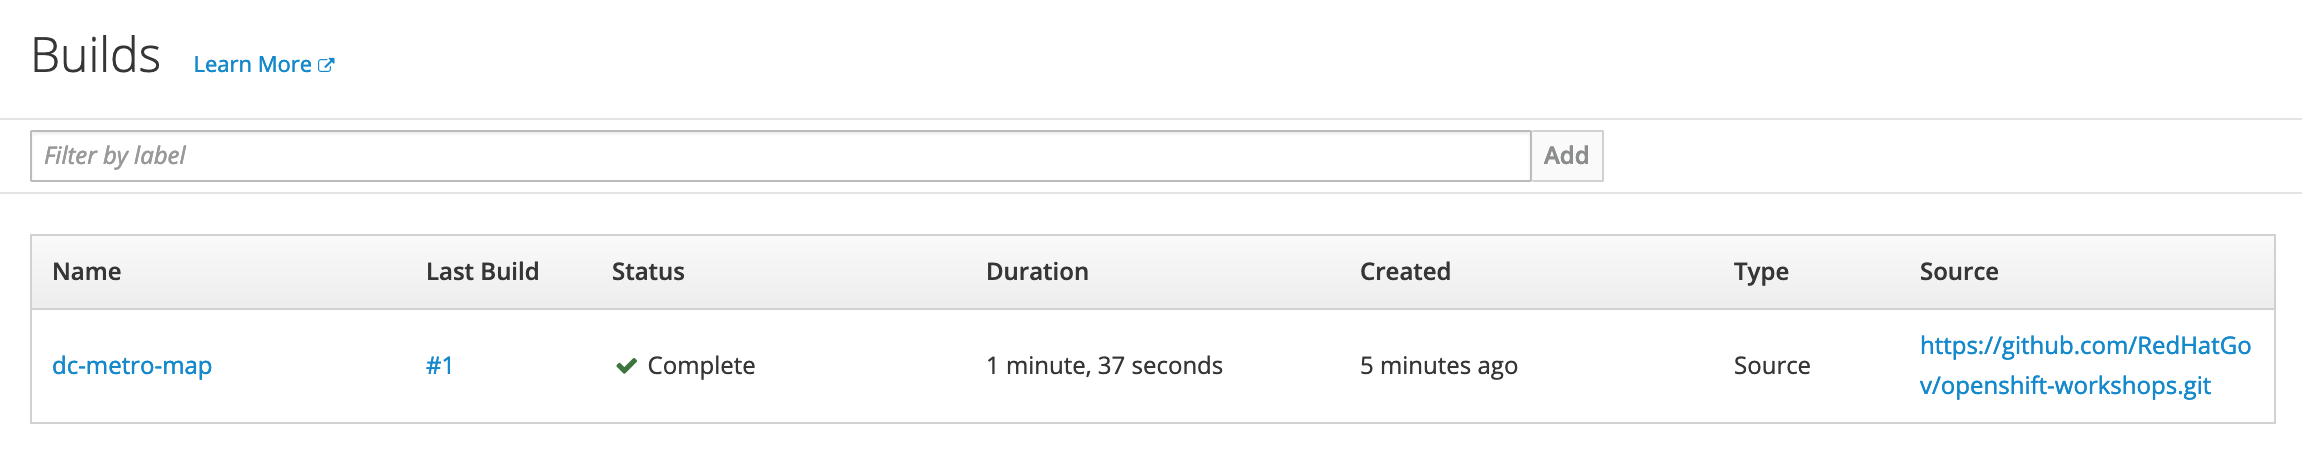 Builds Learn More
Filter by label Add
Name Last Build Status Duration Created Type Source
dc-metro-map #1 Complete 1 minute, 37 seconds 5 minutes ago Source https://github.com/RedHatGo
v/openshift-workshops.git